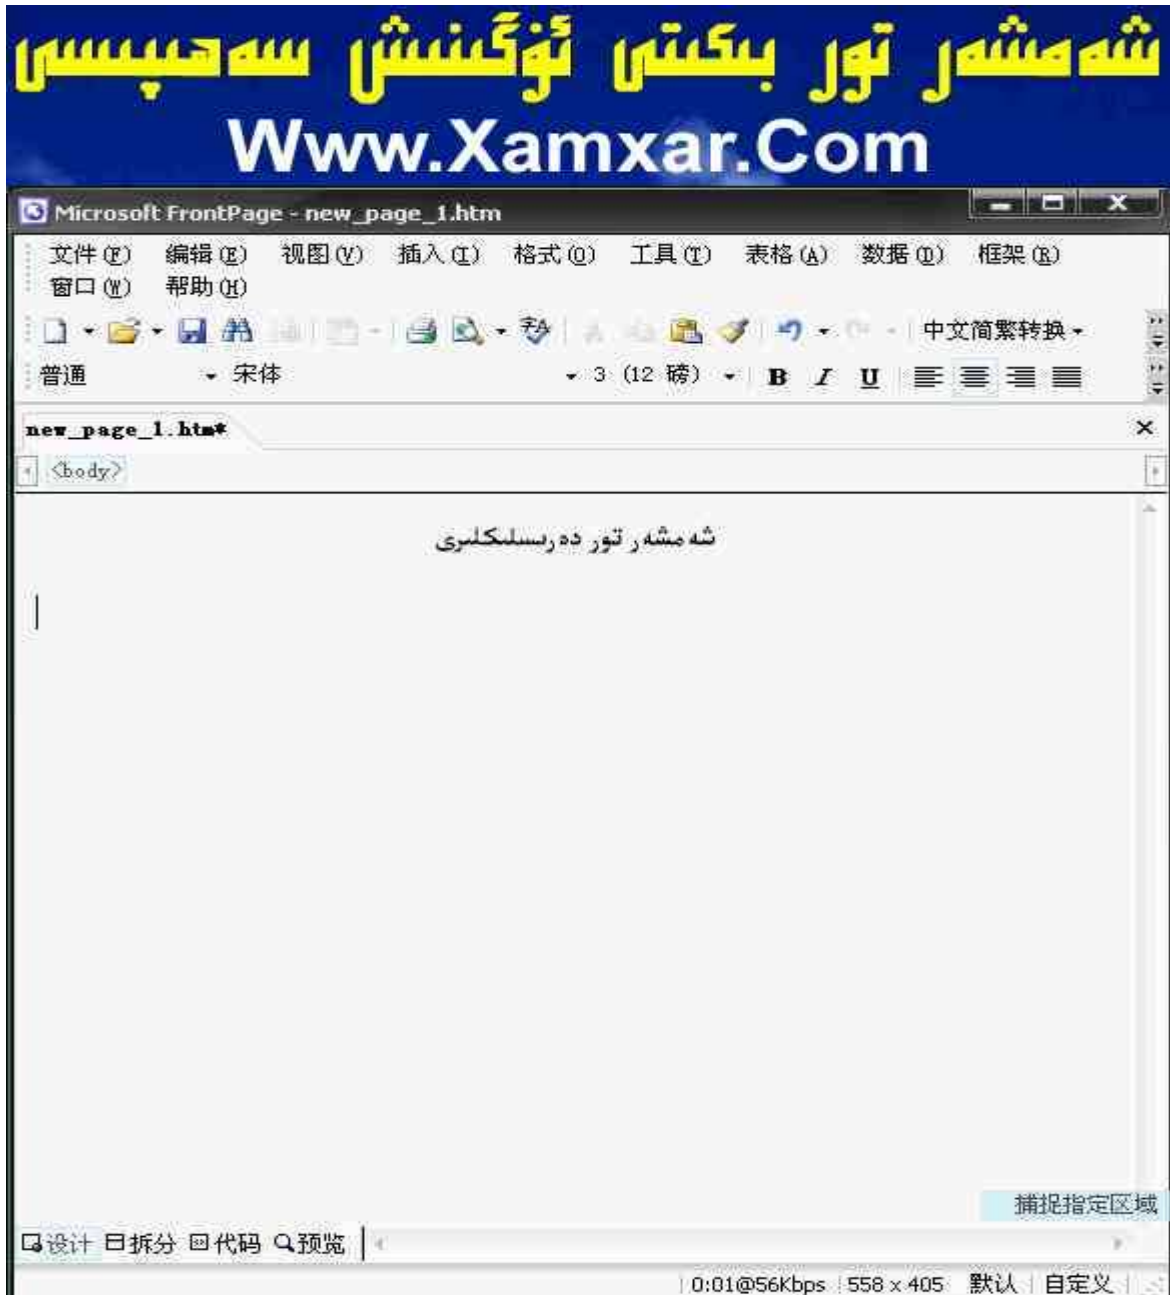 شەمشەر تور بىكىتى ئۆگىنىش سەھىپىسى
Www.Xamxar.Com
Microsoft FrontPage - new_page_1.htm
文件(F) 编辑(E) 视图(V) 插入(I) 格式(O) 工具(T) 表格(A) 数据(D) 框架(R)
窗口(W) 帮助(H)
中文简繁转换
普通 宋体 3 (12 磅) B I U
new_page_1.htm*
<body>
شەمشەر تور دەرىسلىكلىرى
捕捉指定区域
设计 拆分 代码 预览
0:01@56Kbps 558 x 405 默认 自定义